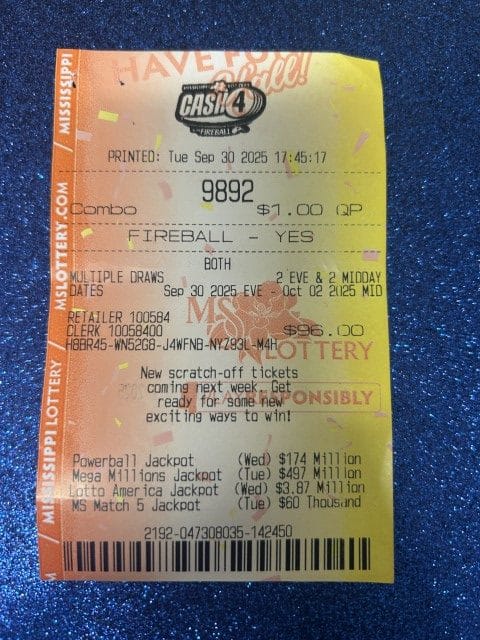 HAVE FUN
Y'all!
CASH 4
FIREBALL
PRINTED: Tue Sep 30 2025 17:45:17
9892
Combo $1.00 QP
FIREBALL - YES
BOTH
MULTIPLE DRAWS 2 EVE & 2 MIDDAY
DATES Sep 30 2025 EVE - Oct 02 2025 MID
RETAILER 100584
CLERK 10058400 $96.00
H8BR45-WN52G8-J4WFNB-NYZ93L-M4H
MS LOTTERY
New scratch-off tickets
coming next week. Get
ready for some new
exciting ways to win!
RESPONSIBLY
Powerball Jackpot (Wed) $174 Million
Mega Millions Jackpot (Tue) $497 Million
Lotto America Jackpot (Wed) $3.87 Million
MS Match 5 Jackpot (Tue) $60 Thousand
2192-047308035-142450
MISSISSIPPI LOTTERY / MSLOTTERY.COM / MISSISSIPPI